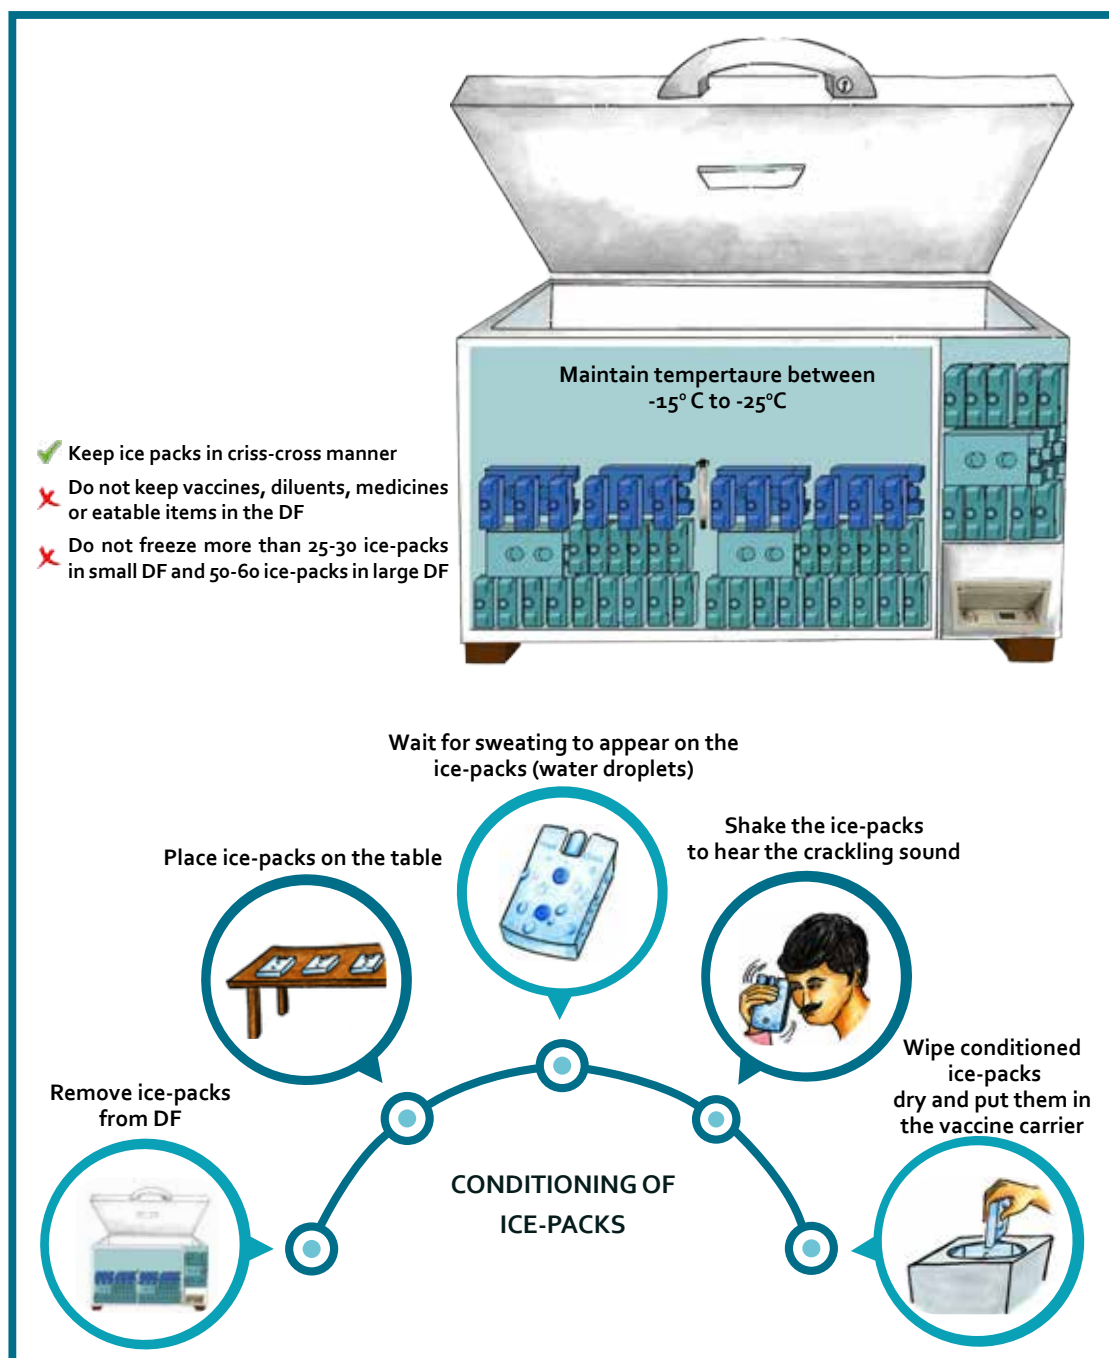 Maintain tempertaure between
-15° C to -25°C
Keep ice packs in criss-cross manner
Do not keep vaccines, diluents, medicines
or eatable items in the DF
Do not freeze more than 25-30 ice-packs
in small DF and 50-60 ice-packs in large DF
Wait for sweating to appear on the
ice-packs (water droplets)
Shake the ice-packs
to hear the crackling sound
Place ice-packs on the table
Wipe conditioned
ice-packs
dry and put them in
the vaccine carrier
Remove ice-packs
from DF
CONDITIONING OF
ICE-PACKS